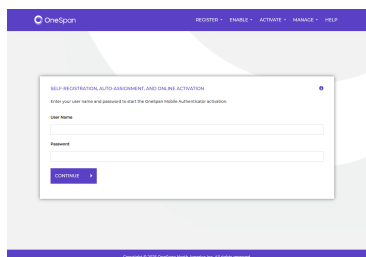 OneSpan
REGISTER ENABLE ACTIVATE MANAGE HELP
SELF-REGISTRATION, AUTO-ASSIGNMENT, AND ONLINE ACTIVATION
Enter your user name and password to start the OneSpan Mobile Authenticator activation.
User Name
Password
CONTINUE